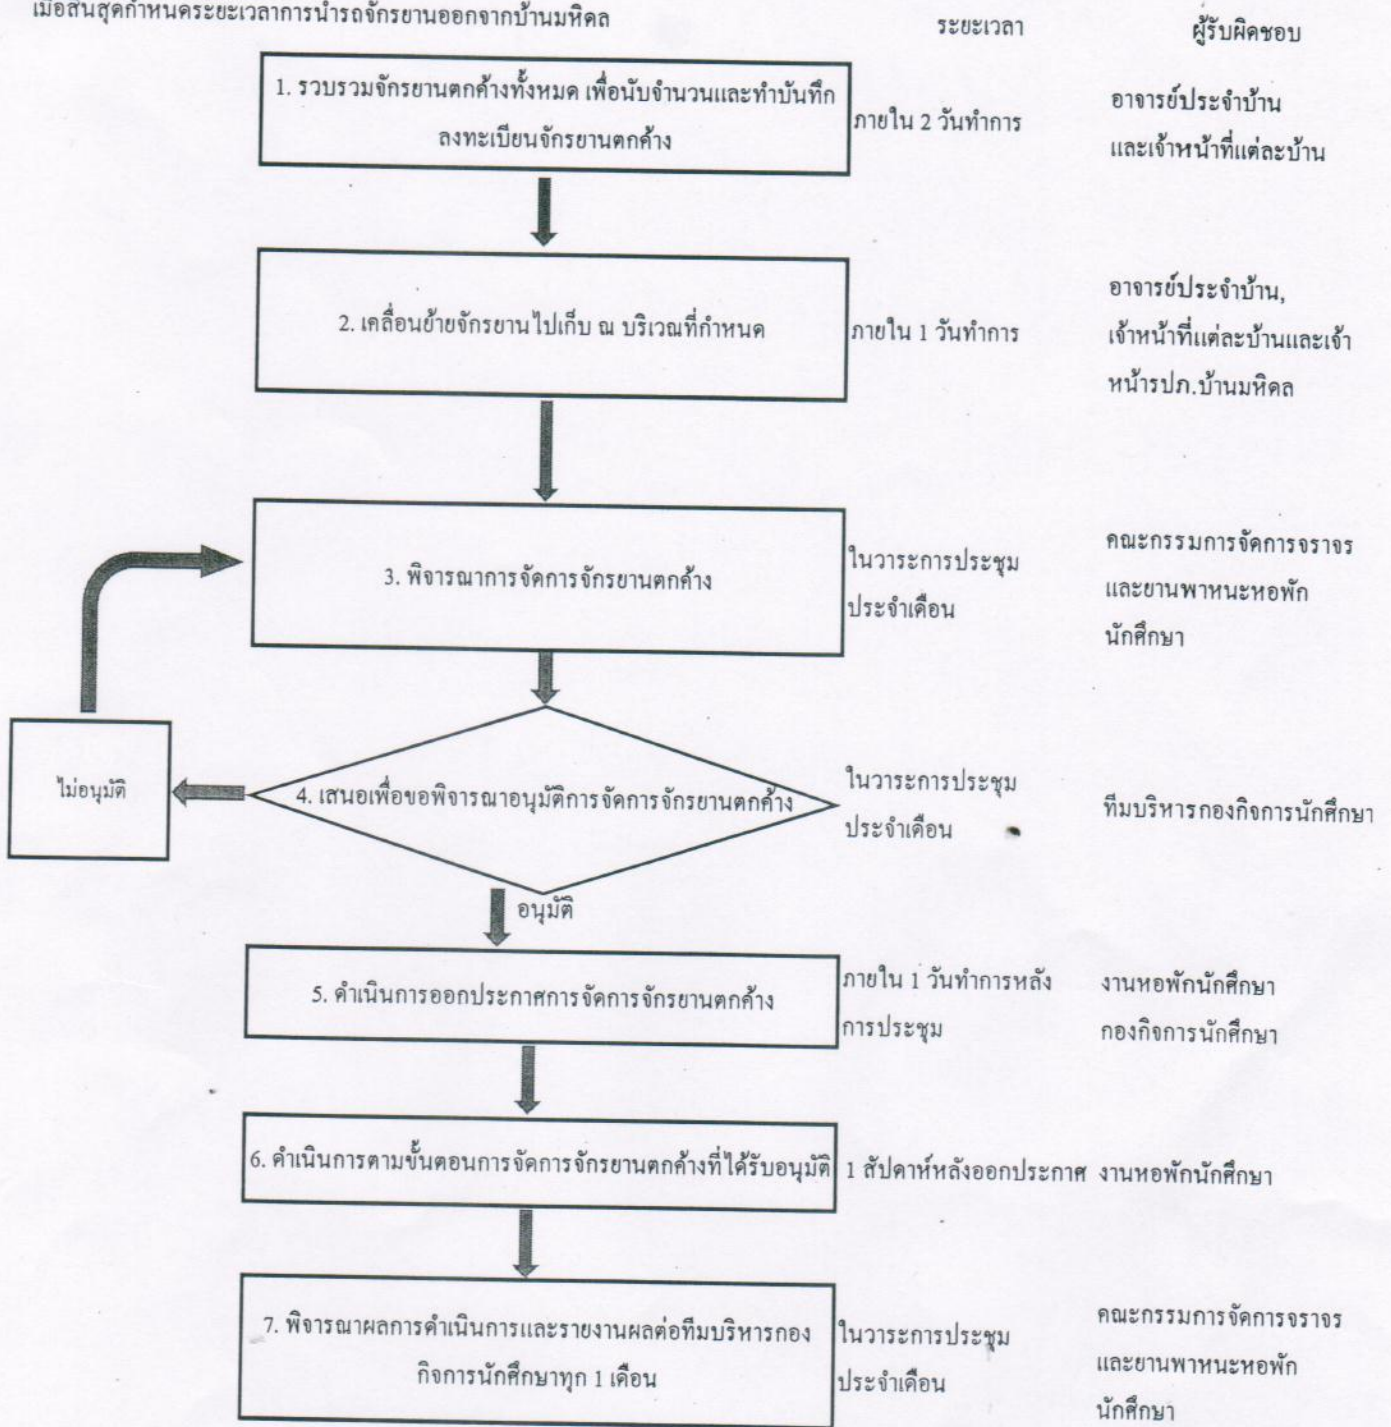 เมื่อสิ้นสุดกำหนดระยะเวลาการนำรถจักรยานออกจากบ้านมหิดล
ระยะเวลา
ผู้รับผิดชอบ
1. รวบรวมจักรยานตกค้างทั้งหมด เพื่อนับจำนวนและทำบันทึก
ลงทะเบียนจักรยานตกค้าง
ภายใน 2 วันทำการ
อาจารย์ประจำบ้าน
และเจ้าหน้าที่แต่ละบ้าน
2. เคลื่อนย้ายจักรยานไปเก็บ ณ บริเวณที่กำหนด
ภายใน 1 วันทำการ
อาจารย์ประจำบ้าน,
เจ้าหน้าที่แต่ละบ้านและเจ้า
หน้ารปภ.บ้านมหิดล
3. พิจารณาการจัดการจักรยานตกค้าง
ในวาระการประชุม
ประจำเดือน
คณะกรรมการจัดการจราจร
และยานพาหนะหอพัก
นักศึกษา
ไม่อนุมัติ
4. เสนอเพื่อขอพิจารณาอนุมัติการจัดการจักรยานตกค้าง
ในวาระการประชุม
ประจำเดือน
ทีมบริหารกองกิจการนักศึกษา
อนุมัติ
5. ดำเนินการออกประกาศการจัดการจักรยานตกค้าง
ภายใน 1 วันทำการหลัง
การประชุม
งานหอพักนักศึกษา
กองกิจการนักศึกษา
6. ดำเนินการตามขั้นตอนการจัดการจักรยานตกค้างที่ได้รับอนุมัติ
1 สัปดาห์หลังออกประกาศ
งานหอพักนักศึกษา
7. พิจารณาผลการดำเนินการและรายงานผลต่อทีมบริหารกอง
กิจการนักศึกษาทุก 1 เดือน
ในวาระการประชุม
ประจำเดือน
คณะกรรมการจัดการจราจร
และยานพาหนะหอพัก
นักศึกษา